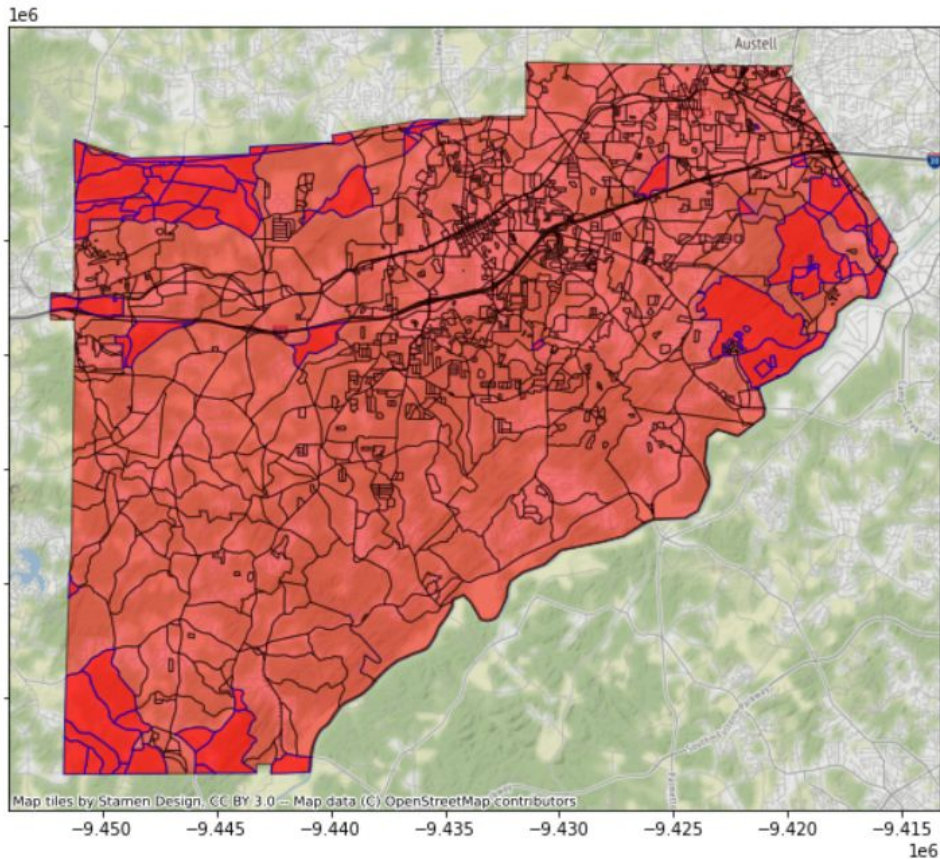 1e6
Austell
20
Map tiles by Stamen Design, CC BY 3.0 -- Map data (C) OpenStreetMap contributors
−9.450 −9.445 −9.440 −9.435 −9.430 −9.425 −9.420 −9.415
1e6